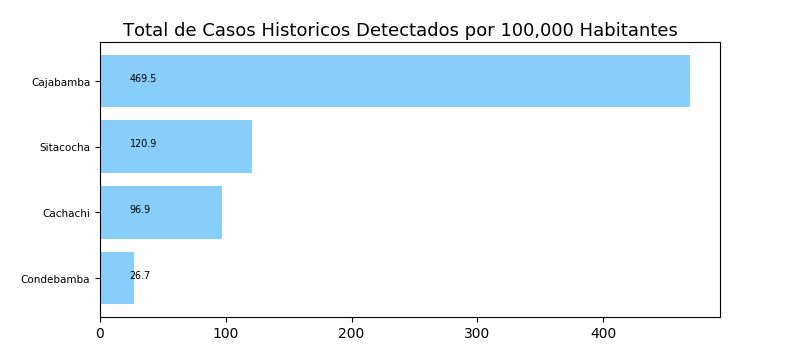 Total de Casos Historicos Detectados por 100,000 Habitantes
Cajabamba 469.5
Sitacocha 120.9
Cachachi 96.9
Condebamba 26.7
0 100 200 300 400